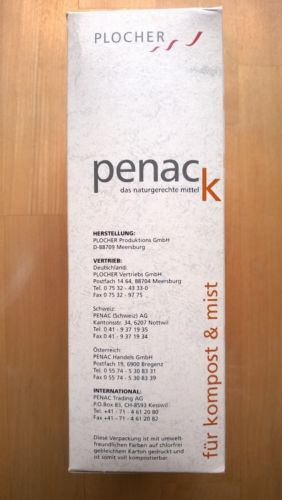 PLOCHER
penac k
das naturgerechte mittel
für kompost & mist
HERSTELLUNG:
PLOCHER Produktions GmbH
D-88709 Meersburg
VERTRIEB:
Deutschland:
PLOCHER Vertriebs GmbH
Postfach 14 64, 88704 Meersburg
Tel. 0 75 32 - 43 33-0
Fax 0 75 32 - 97 75
Schweiz:
PENAC (Schweiz) AG
Kantonsstr. 34, 6207 Nottwil
Tel. 0 41 - 9 37 19 35
Fax 0 41 - 9 37 19 34
Österreich:
PENAC Handels GmbH
Postfach 19, 6900 Bregenz
Tel. 0 55 74 - 5 30 83 31
Fax 0 55 74 - 5 30 83 39
INTERNATIONAL:
PENAC Trading AG
P.O.Box 83, CH-8593 Kesswil
Tel. +41 - 71 - 4 61 20 80
Fax +41 - 71 - 4 61 20 82
Diese Verpackung ist mit umwelt
freundlichen Farben auf chlorfrei
gebleichtem Karton gedruckt und
ist somit voll kompostierbar.